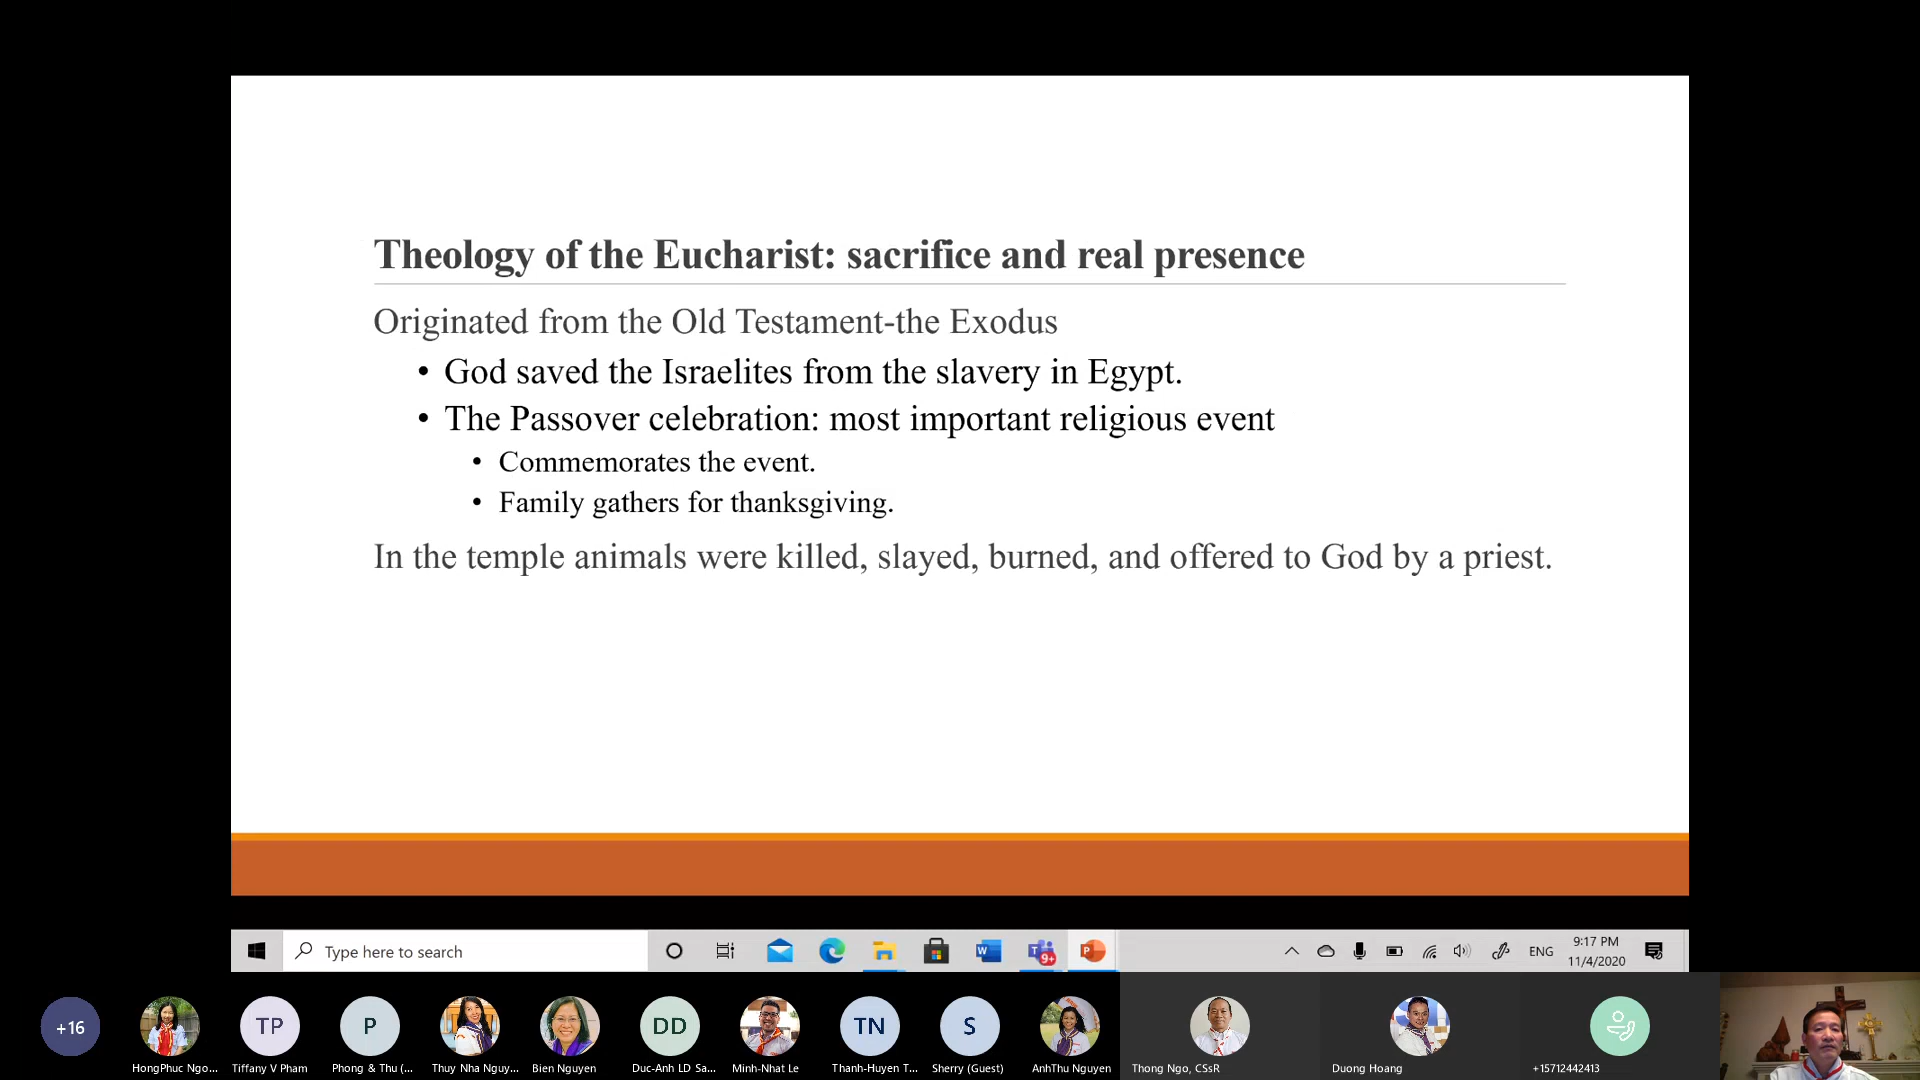 Theology of the Eucharist: sacrifice and real presence
Originated from the Old Testament-the Exodus
• God saved the Israelites from the slavery in Egypt.
• The Passover celebration: most important religious event
• Commemorates the event.
• Family gathers for thanksgiving.
In the temple animals were killed, slayed, burned, and offered to God by a priest.
Type here to search
9+
ENG
9:17 PM
11/4/2020
+16
TP
P
DD
TN
S
HongPhuc Ngo...
Tiffany V Pham
Phong & Thu (...
Thuy Nha Nguy...
Bien Nguyen
Duc-Anh LD Sa...
Minh-Nhat Le
Thanh-Huyen T...
Sherry (Guest)
AnhThu Nguyen
Thong Ngo, CSsR
Duong Hoang
+15712442413